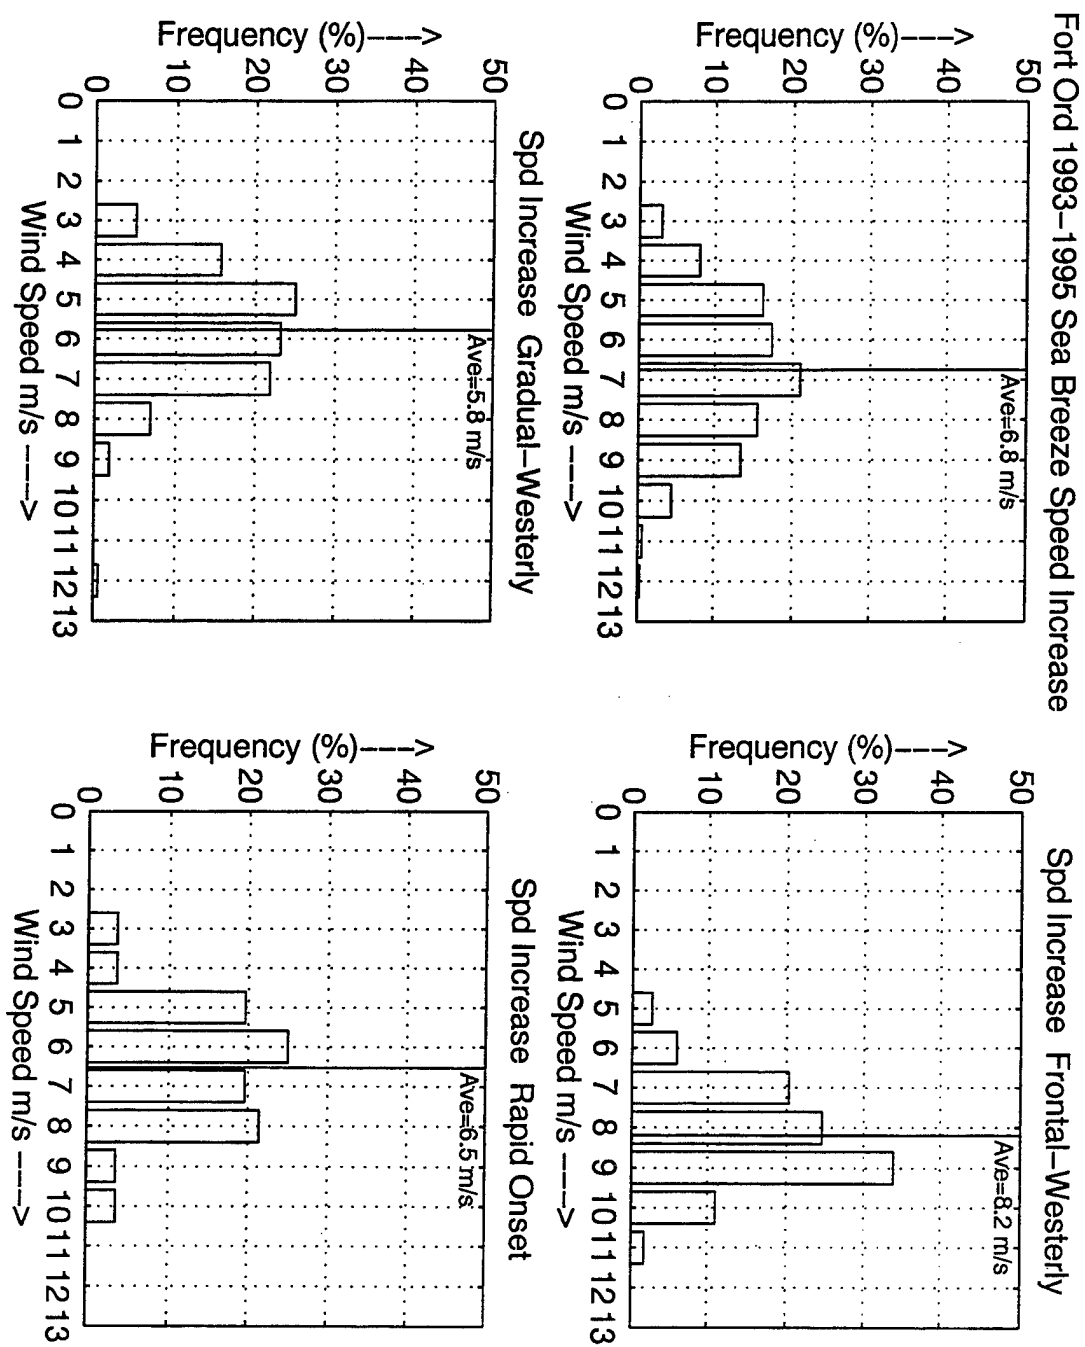 Fort Ord 1993–1995 Sea Breeze Speed Increase
50
40
30
20
10
0
Frequency (%)--–->
Ave=6.8 m/s
0 1 2 3 4 5 6 7 8 9 10 11 12 13
Wind Speed m/s ---–->
Spd Increase Frontal–Westerly
50
40
30
20
10
0
Frequency (%)--–->
Ave=8.2 m/s
0 1 2 3 4 5 6 7 8 9 10 11 12 13
Wind Speed m/s ---–->
Spd Increase Gradual–Westerly
50
40
30
20
10
0
Frequency (%)--–->
Ave=5.8 m/s
0 1 2 3 4 5 6 7 8 9 10 11 12 13
Wind Speed m/s ---–->
Spd Increase Rapid Onset
50
40
30
20
10
0
Frequency (%)--–->
Ave=6.5 m/s
0 1 2 3 4 5 6 7 8 9 10 11 12 13
Wind Speed m/s ---–->